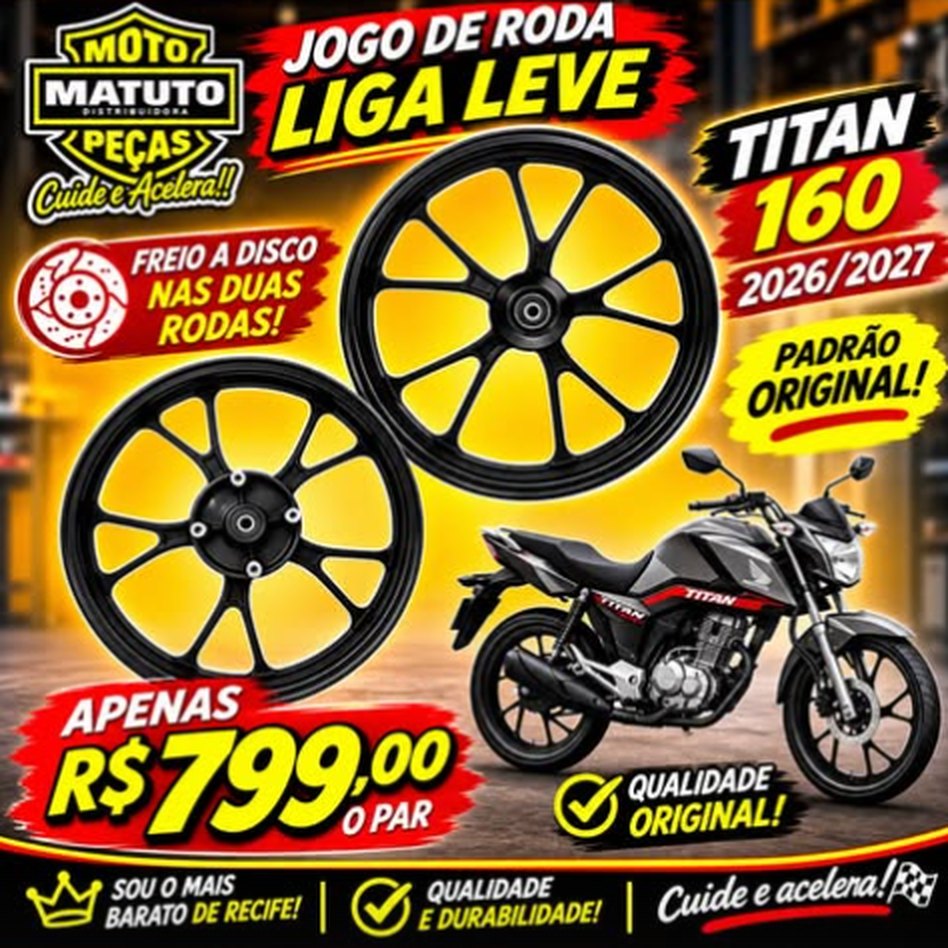 MOTO
MATUTO
DISTRIBUIDORA
PEÇAS
Cuide e Acelera!!
JOGO DE RODA
LIGA LEVE
TITAN
160
2026/2027
FREIO A DISCO
NAS DUAS
RODAS!
PADRÃO
ORIGINAL!
TITAN
TITAN
APENAS
R$ 799,00
O PAR
QUALIDADE
ORIGINAL!
SOU O MAIS
BARATO DE RECIFE!
QUALIDADE
E DURABILIDADE!
Cuide e acelera!